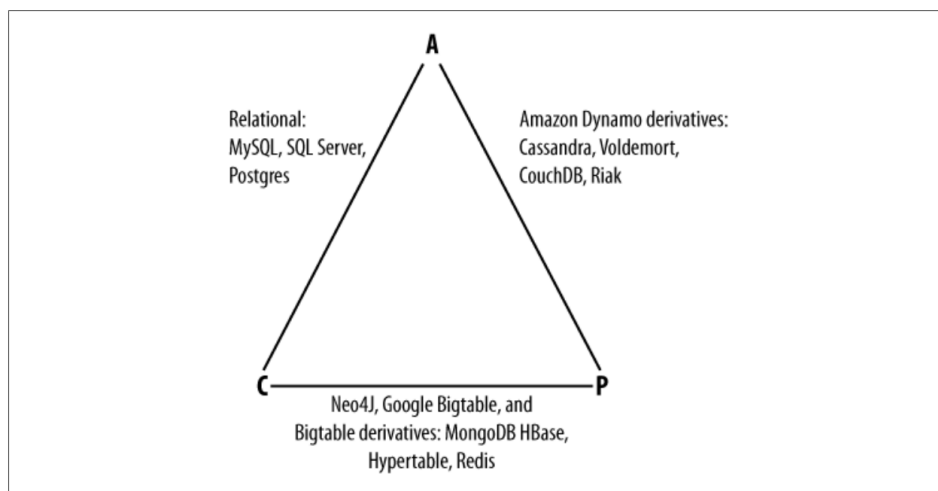 A
Relational:
MySQL, SQL Server,
Postgres
Amazon Dynamo derivatives:
Cassandra, Voldemort,
CouchDB, Riak
C
P
Neo4J, Google Bigtable, and
Bigtable derivatives: MongoDB HBase,
Hypertable, Redis